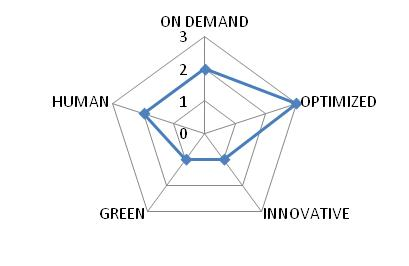 ON DEMAND
3
2
1
0
HUMAN
OPTIMIZED
GREEN
INNOVATIVE